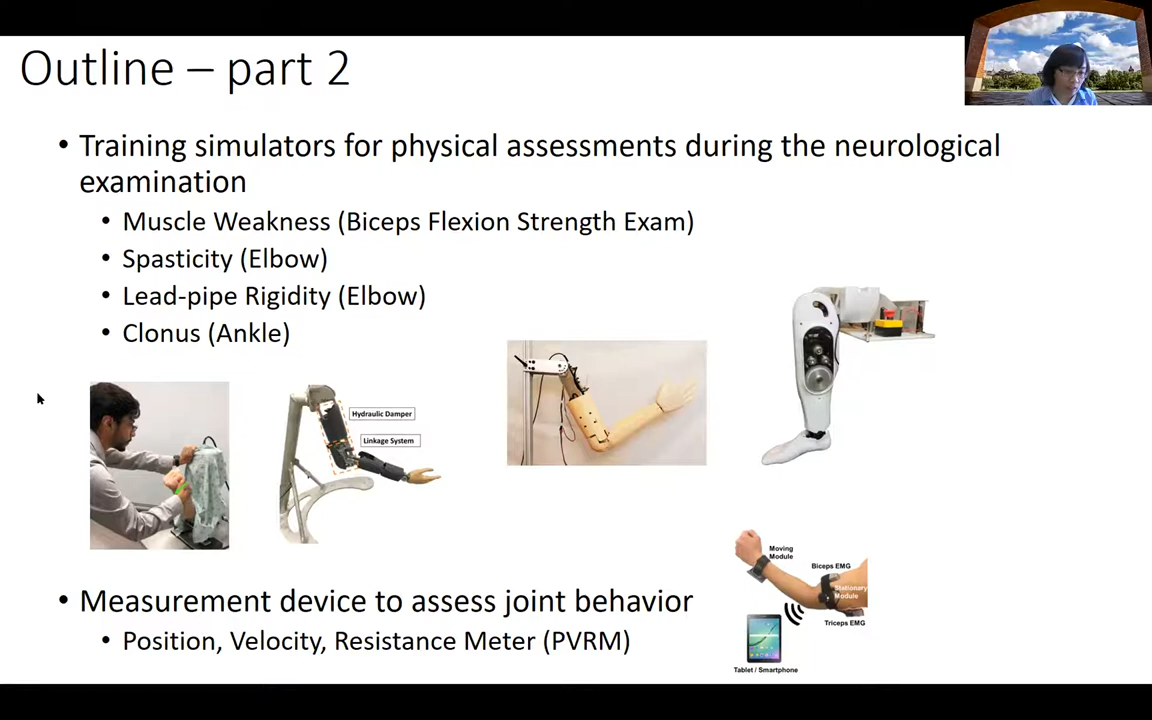 Outline – part 2
• Training simulators for physical assessments during the neurological
examination
• Muscle Weakness (Biceps Flexion Strength Exam)
• Spasticity (Elbow)
• Lead-pipe Rigidity (Elbow)
• Clonus (Ankle)
Hydraulic Damper
Linkage System
• Measurement device to assess joint behavior
• Position, Velocity, Resistance Meter (PVRM)
Moving
Module
Biceps EMG
Stationary
Module
Triceps EMG
Tablet / Smartphone